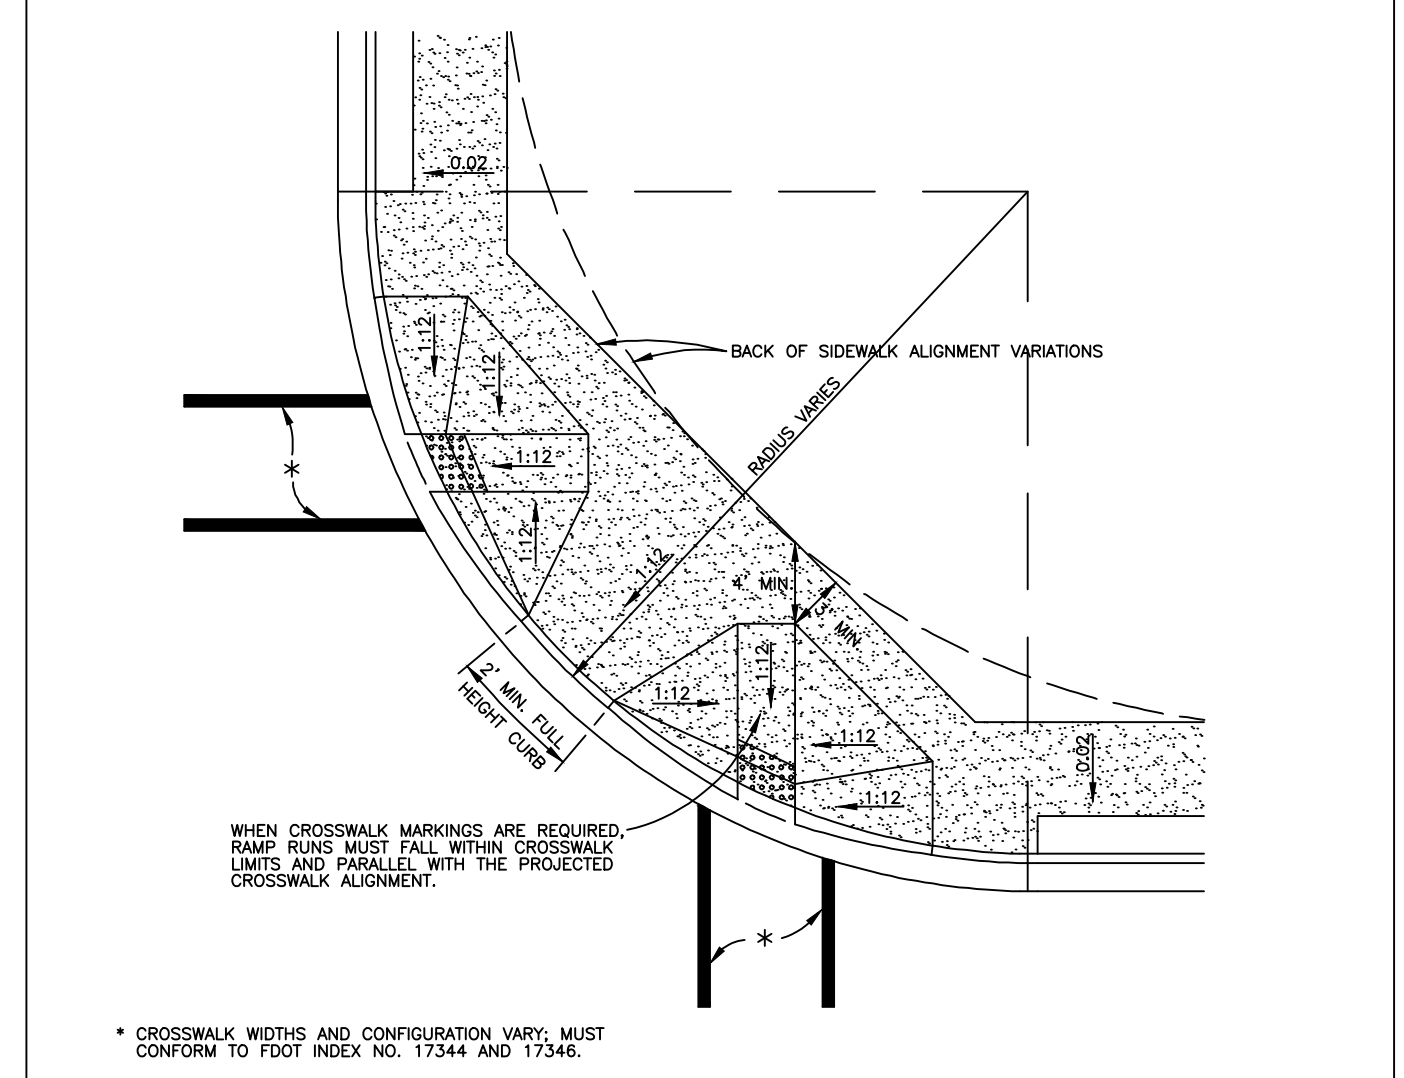 0.02
1:12
1:12
BACK OF SIDEWALK ALIGNMENT VARIATIONS
RADIUS VARIES
1:12
*
1:12
1:12
4' MIN.
3' MIN
1:12
1:12
2' MIN. FULL
HEIGHT CURB
1:12
1:12
0.02
WHEN CROSSWALK MARKINGS ARE REQUIRED,
RAMP RUNS MUST FALL WITHIN CROSSWALK
LIMITS AND PARALLEL WITH THE PROJECTED
CROSSWALK ALIGNMENT.
*
* CROSSWALK WIDTHS AND CONFIGURATION VARY; MUST
CONFORM TO FDOT INDEX NO. 17344 AND 17346.